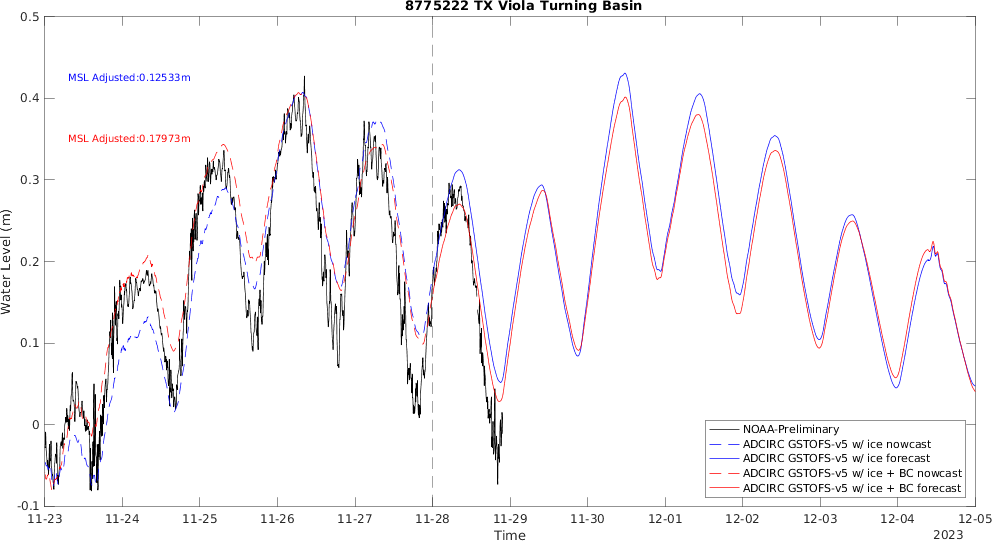 8775222 TX Viola Turning Basin
0.5
MSL Adjusted:0.12533m
0.4
MSL Adjusted:0.17973m
0.3
Water Level (m)
0.2
0.1
0
-0.1
NOAA-Preliminary
ADCIRC GSTOFS-v5 w/ ice nowcast
ADCIRC GSTOFS-v5 w/ ice forecast
ADCIRC GSTOFS-v5 w/ ice + BC nowcast
ADCIRC GSTOFS-v5 w/ ice + BC forecast
11-23 11-24 11-25 11-26 11-27 11-28 11-29 11-30 12-01 12-02 12-03 12-04 12-05
Time
2023